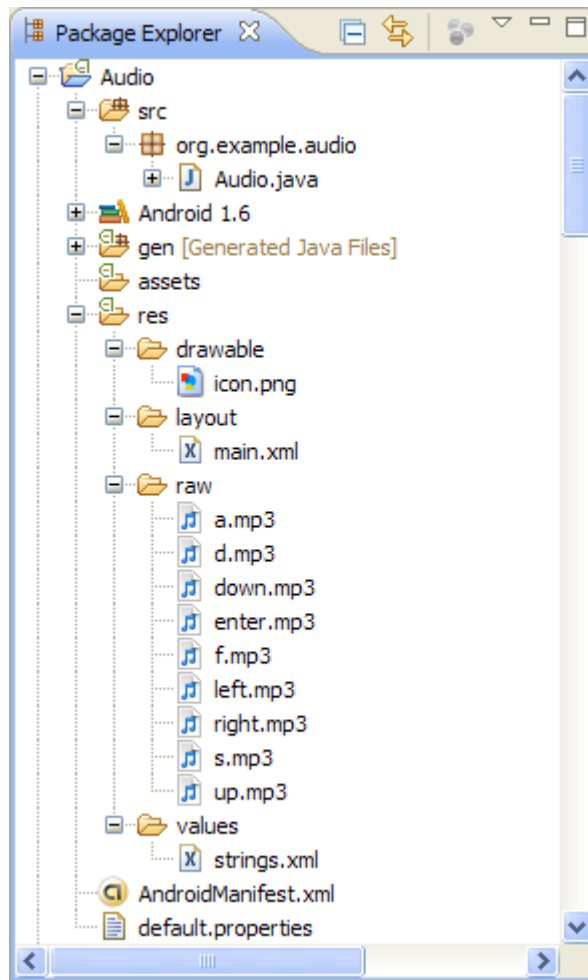 Package Explorer
Audio
src
org.example.audio
Audio.java
Android 1.6
gen [Generated Java Files]
assets
res
drawable
icon.png
layout
main.xml
raw
a.mp3
d.mp3
down.mp3
enter.mp3
f.mp3
left.mp3
right.mp3
s.mp3
up.mp3
values
strings.xml
AndroidManifest.xml
default.properties